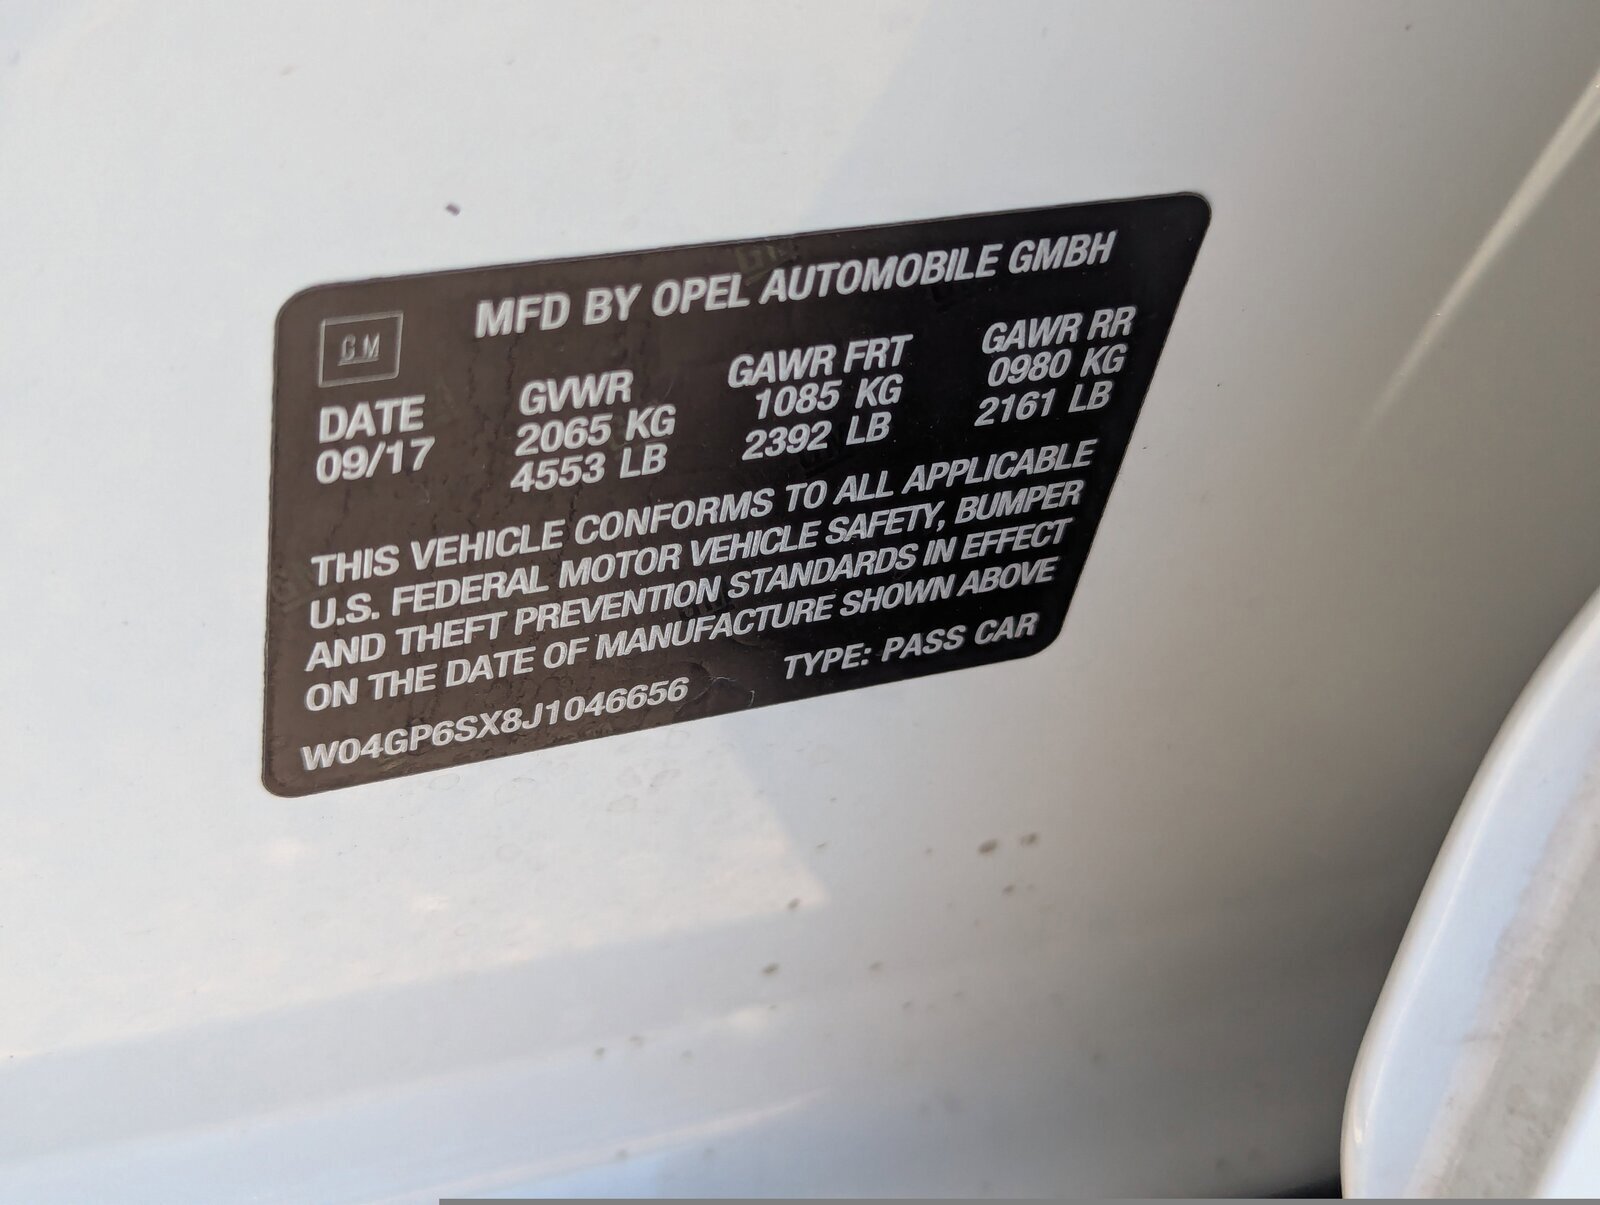 GM
MFD BY OPEL AUTOMOBILE GMBH
DATE
09/17
GVWR
2065 KG
4553 LB
GAWR FRT
1085 KG
2392 LB
GAWR RR
0980 KG
2161 LB
THIS VEHICLE CONFORMS TO ALL APPLICABLE
U.S. FEDERAL MOTOR VEHICLE SAFETY, BUMPER
AND THEFT PREVENTION STANDARDS IN EFFECT
ON THE DATE OF MANUFACTURE SHOWN ABOVE
W04GP6SX8J1046656 TYPE: PASS CAR